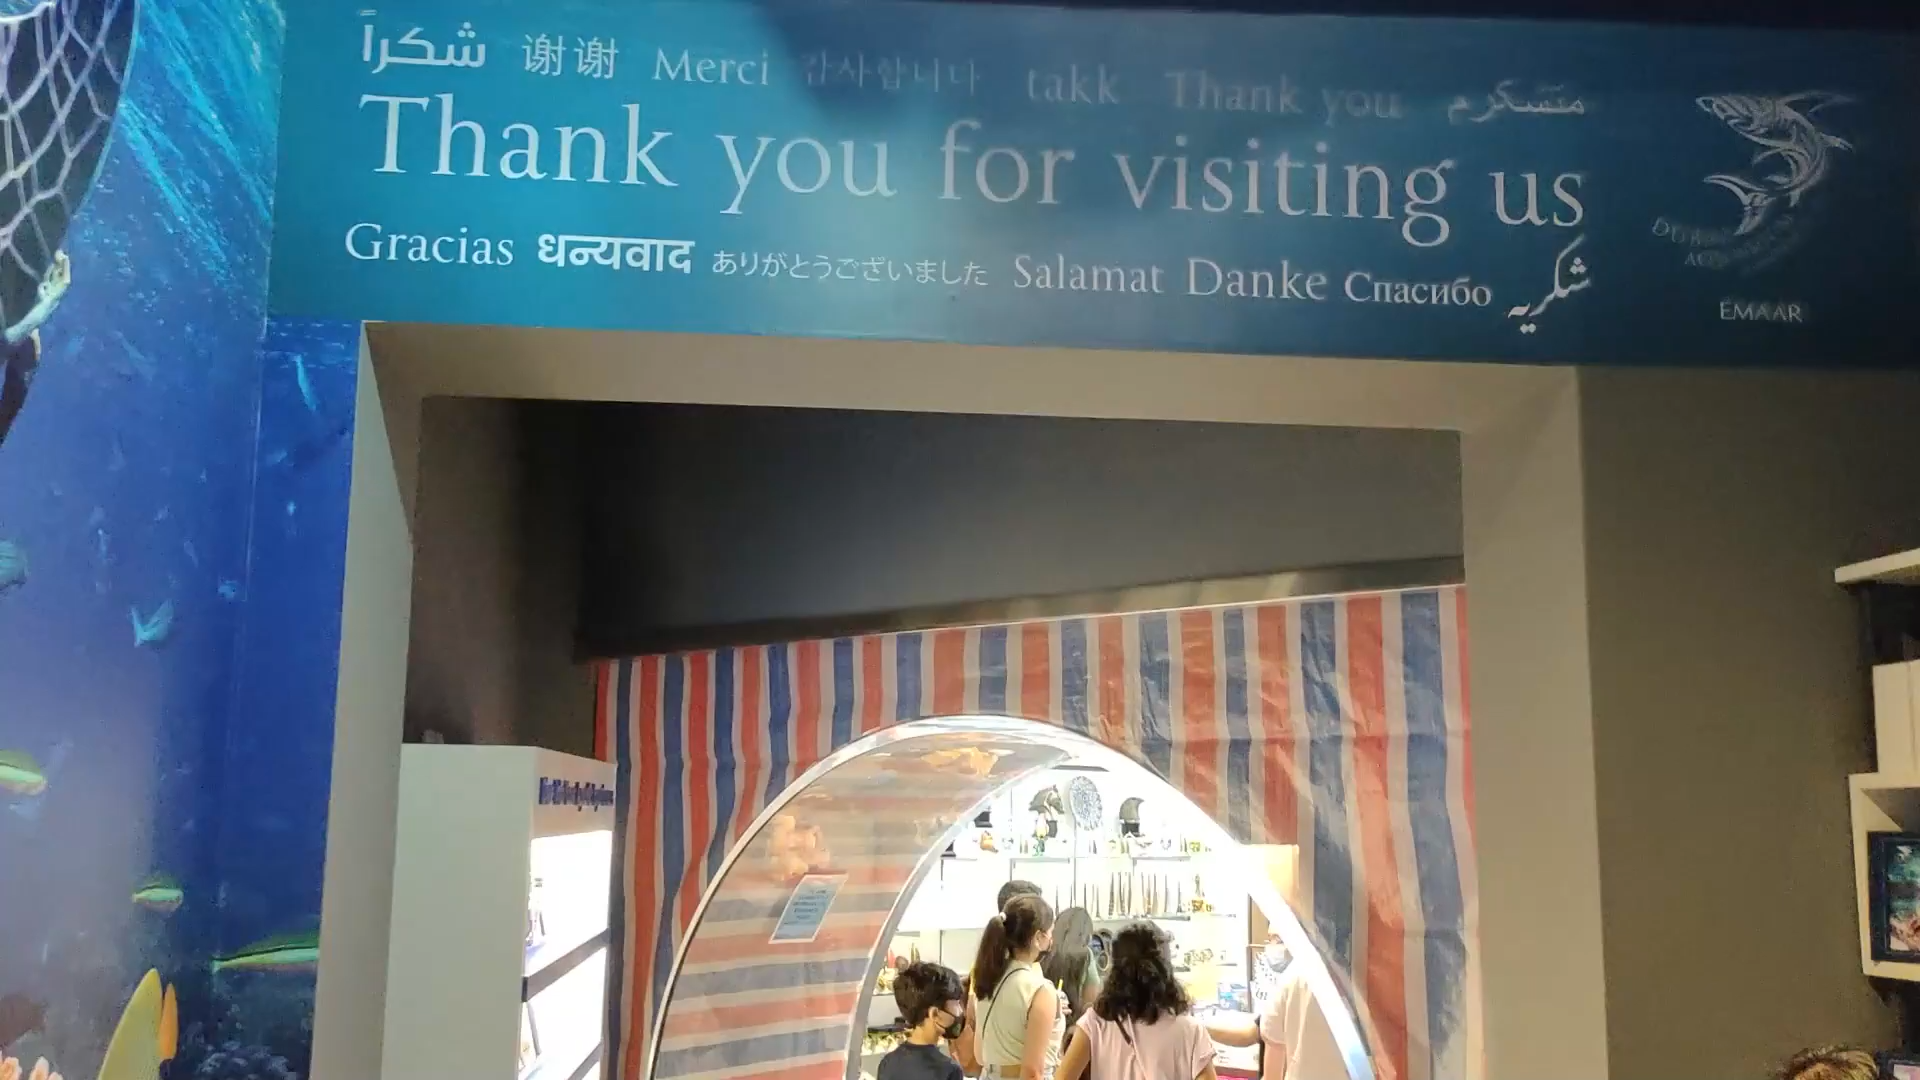 شكراً 谢谢 Merci 감사합니다 takk Thank you متشکرم
Thank you for visiting us
Gracias धन्यवाद ありがとうございました Salamat Danke Спасибо شکریہ
EMAAR